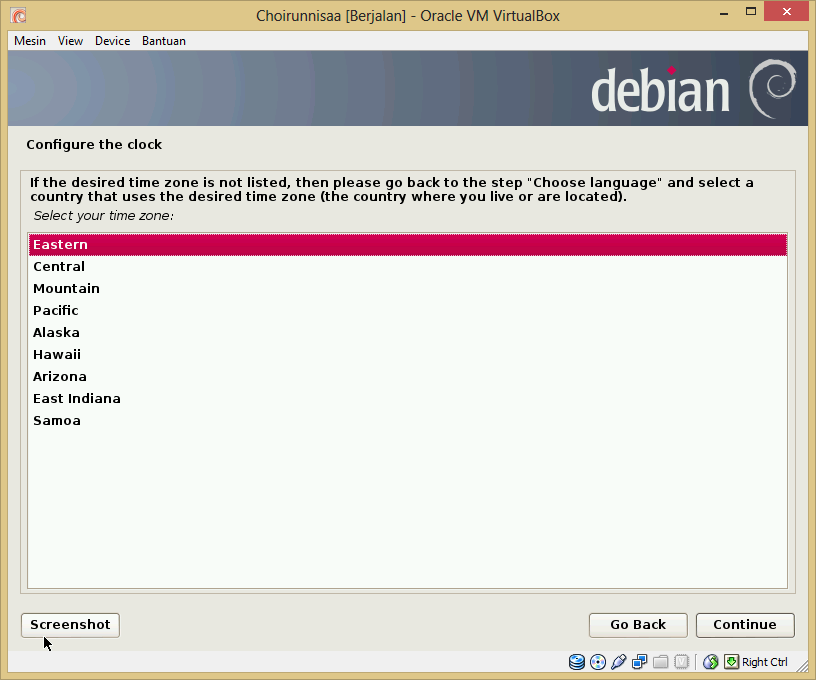 Choirunnisaa [Berjalan] - Oracle VM VirtualBox
Mesin View Device Bantuan
debian
Configure the clock
If the desired time zone is not listed, then please go back to the step "Choose language" and select a
country that uses the desired time zone (the country where you live or are located).
Select your time zone:
Eastern
Central
Mountain
Pacific
Alaska
Hawaii
Arizona
East Indiana
Samoa
Screenshot Go Back Continue
Right Ctrl